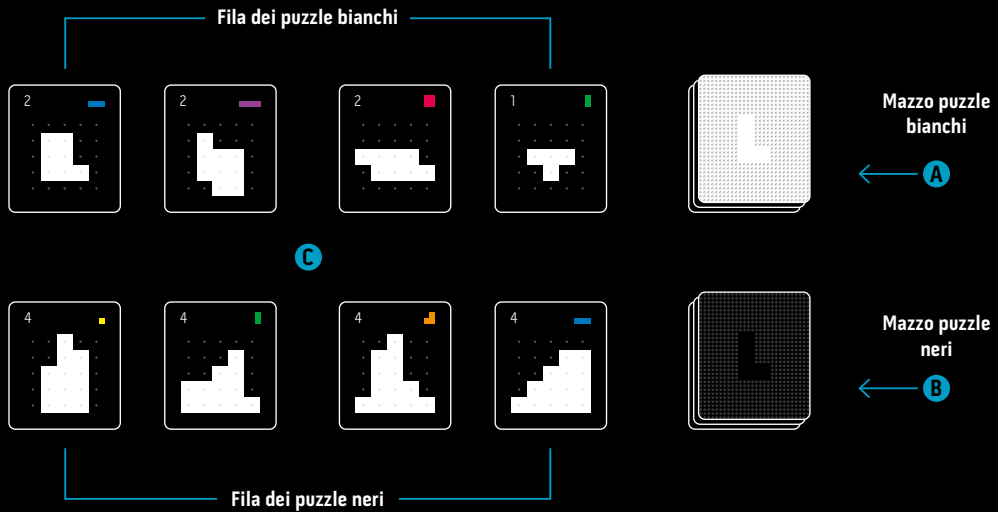 Fila dei puzzle bianchi
2
2
2
1
Mazzo puzzle
bianchi
A
C
4
4
4
4
Mazzo puzzle
neri
B
Fila dei puzzle neri